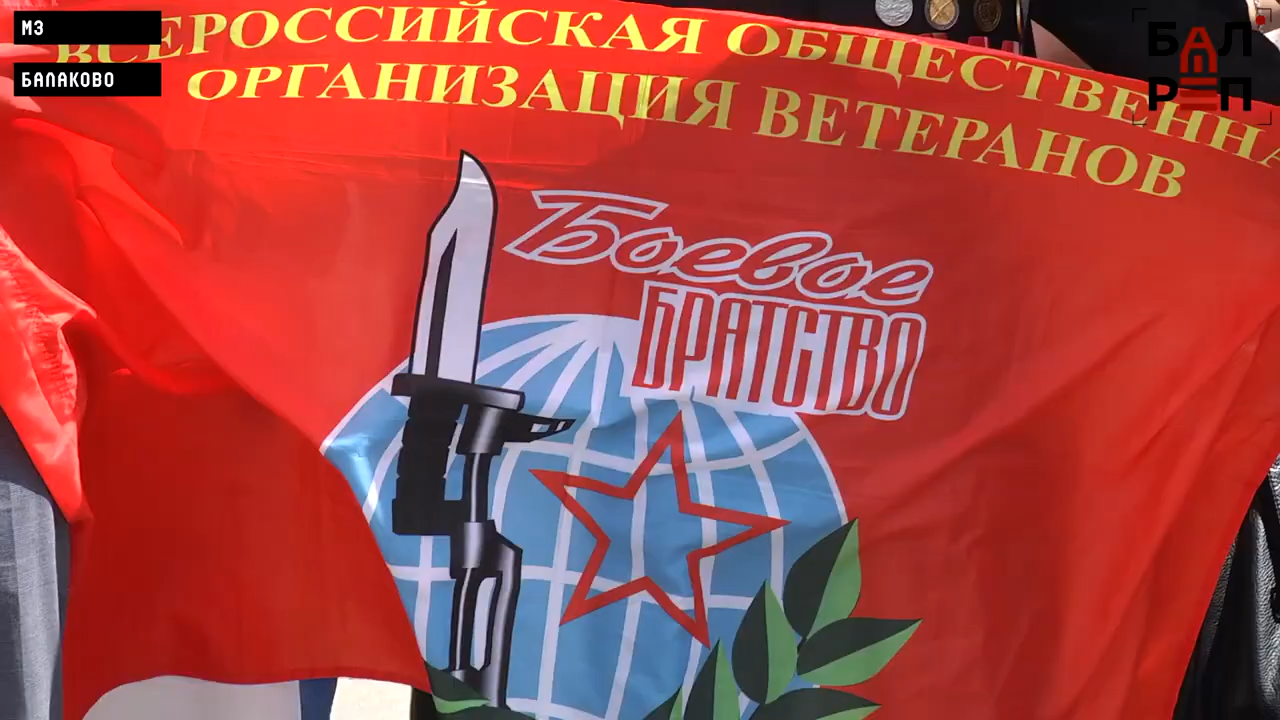 МЗ
БАЛАКОВО
БАЛ
РЕП
ВСЕРОССИЙСКАЯ ОБЩЕСТВЕННА
ОРГАНИЗАЦИЯ ВЕТЕРАНОВ
Боевое
БРАТСТВО